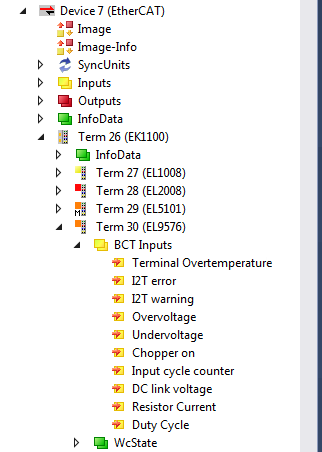 Device 7 (EtherCAT)
Image
Image-Info
SyncUnits
Inputs
Outputs
InfoData
Term 26 (EK1100)
InfoData
Term 27 (EL1008)
Term 28 (EL2008)
Term 29 (EL5101)
Term 30 (EL9576)
BCT Inputs
Terminal Overtemperature
I2T error
I2T warning
Overvoltage
Undervoltage
Chopper on
Input cycle counter
DC link voltage
Resistor Current
Duty Cycle
WcState